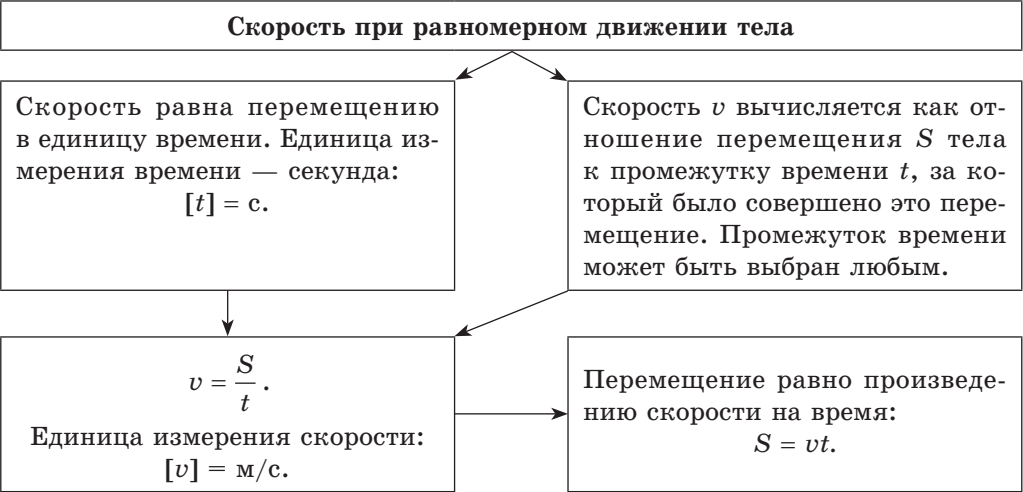 Скорость при равномерном движении тела
Скорость равна перемещению
в единицу времени. Единица из-
мерения времени — секунда:
[t] = с.
Скорость v вычисляется как от-
ношение перемещения S тела
к промежутку времени t, за ко-
торый было совершено это пере-
мещение. Промежуток времени
может быть выбран любым.
v = S/t.
Единица измерения скорости:
[v] = м/с.
Перемещение равно произведе-
нию скорости на время:
S = vt.